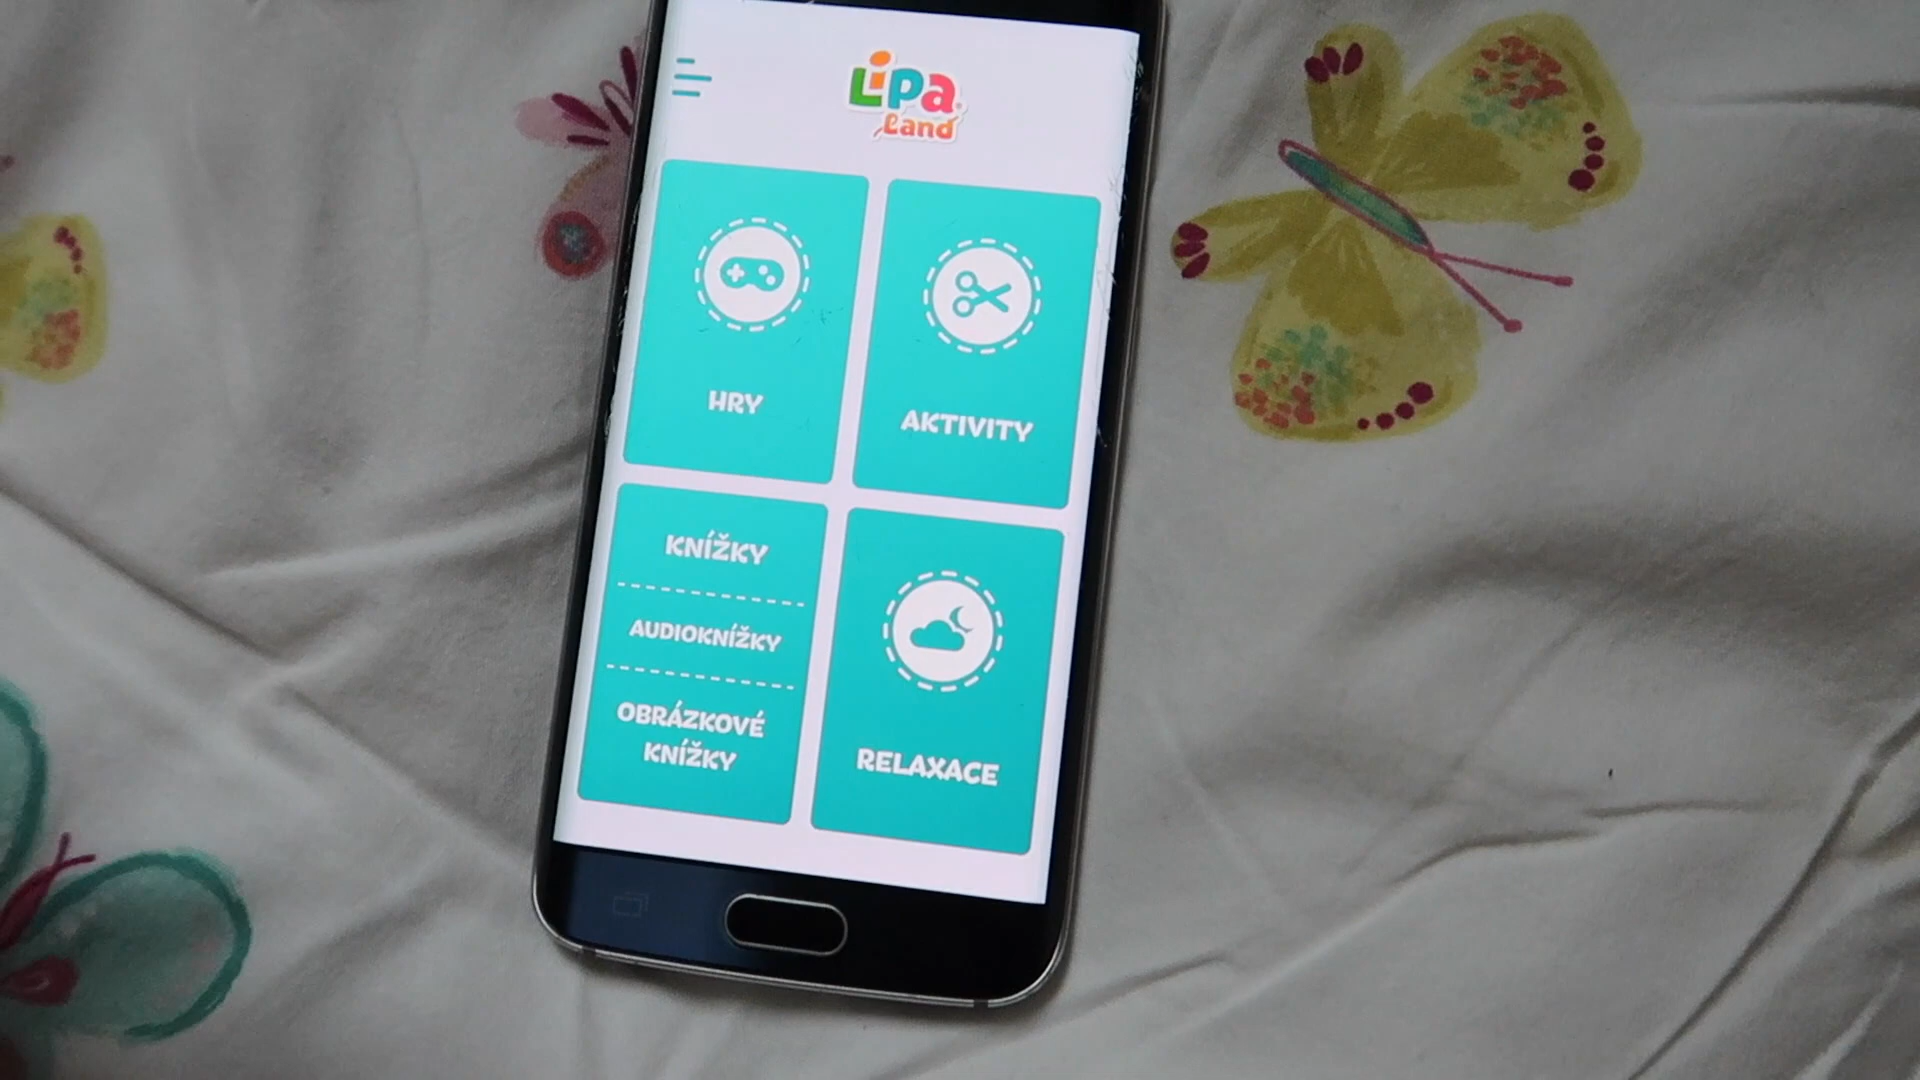 Lipa
Land
HRY
AKTIVITY
KNÍŽKY
AUDIOKNÍŽKY
OBRÁZKOVÉ
KNÍŽKY
RELAXACE